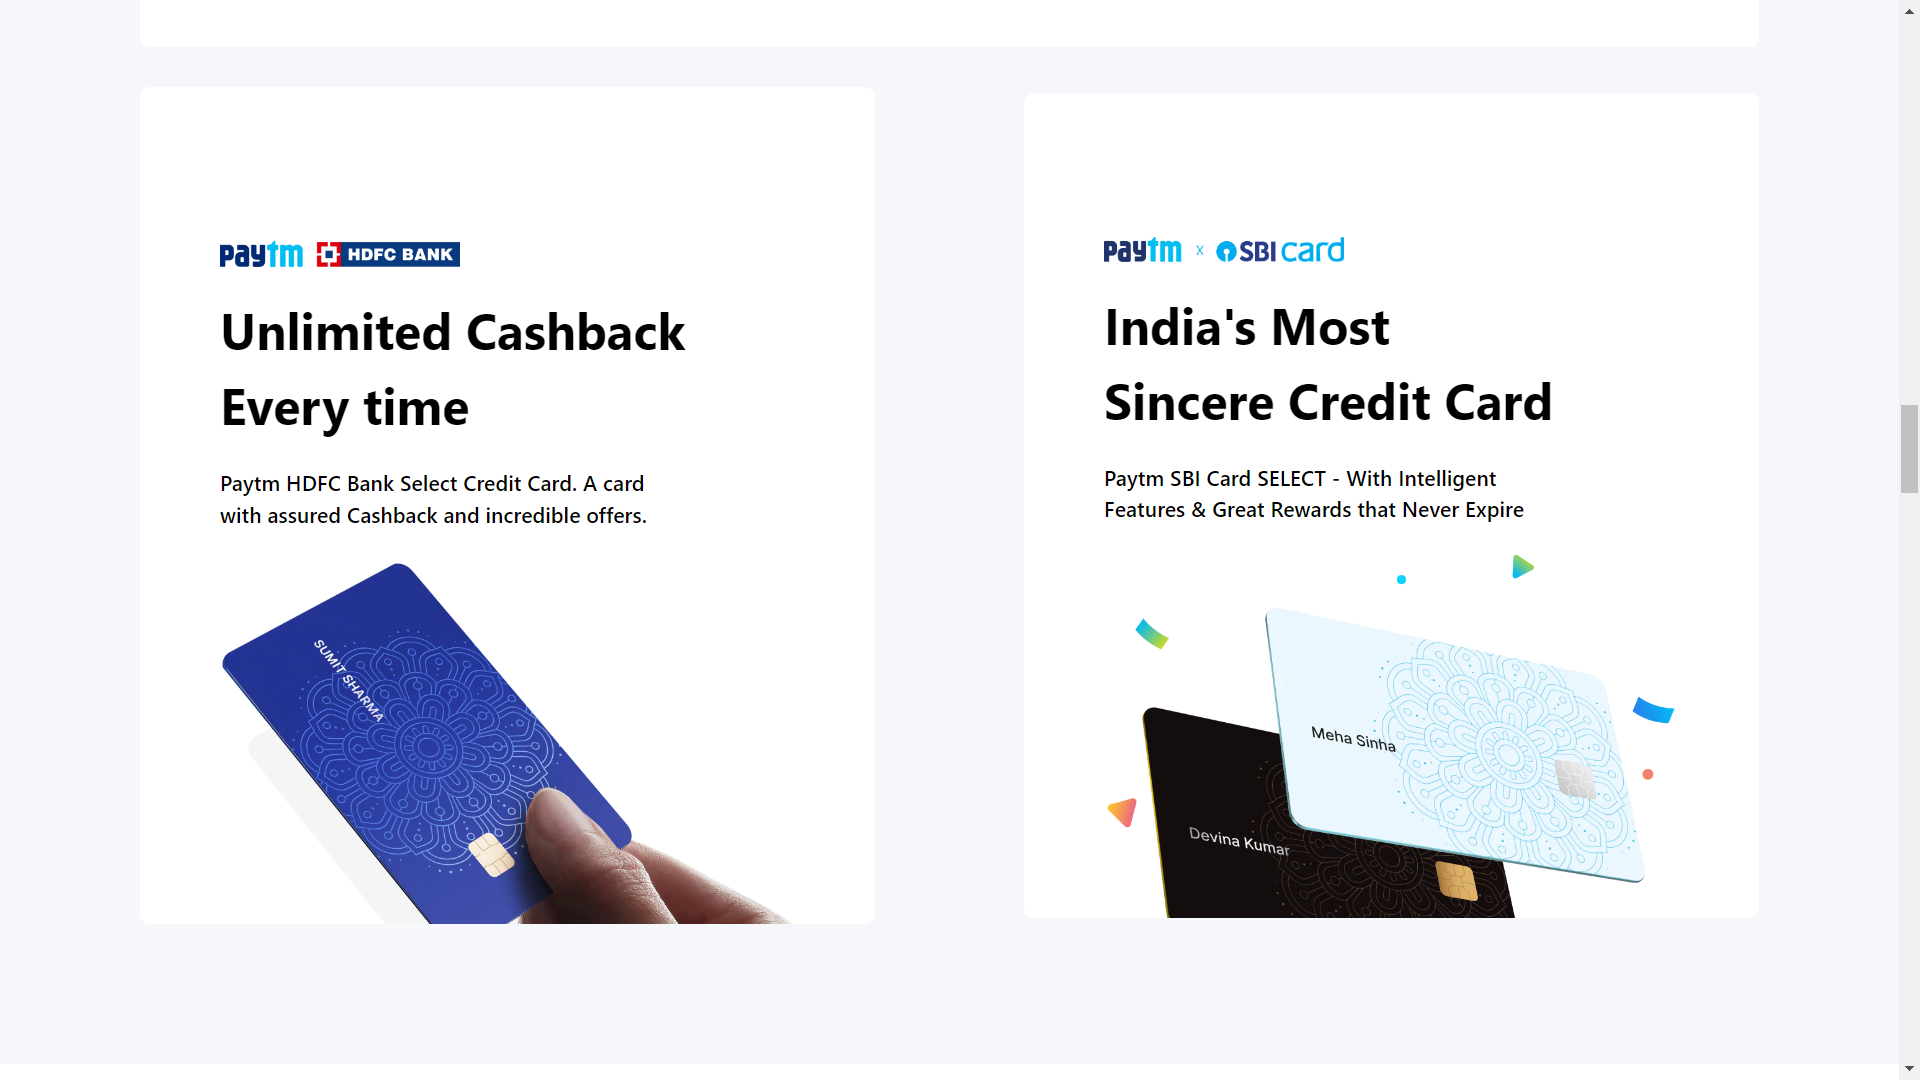 paytm HDFC BANK
Unlimited Cashback
Every time
Paytm HDFC Bank Select Credit Card. A card
with assured Cashback and incredible offers.
SUMIT SHARMA
paytm x SBI card
India's Most
Sincere Credit Card
Paytm SBI Card SELECT - With Intelligent
Features & Great Rewards that Never Expire
Meha Sinha
Devina Kumar